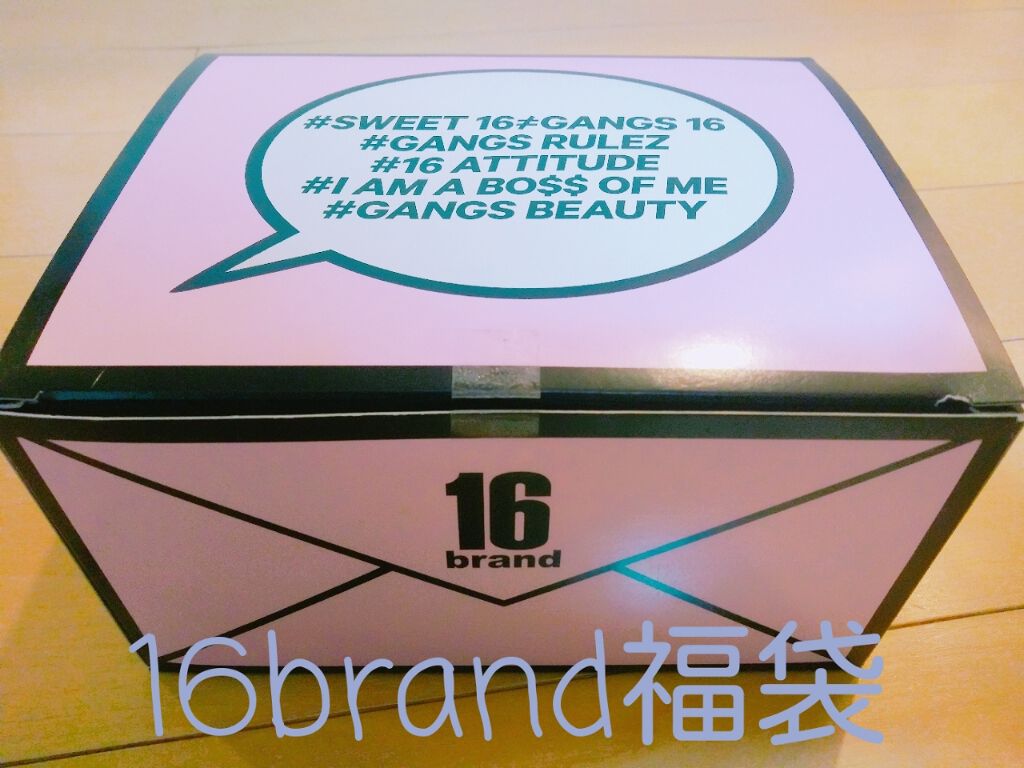 #SWEET 16≠GANGS 16
#GANGS RULEZ
#16 ATTITUDE
#I AM A BO$$ OF ME
#GANGS BEAUTY
16
brand
16brand福袋